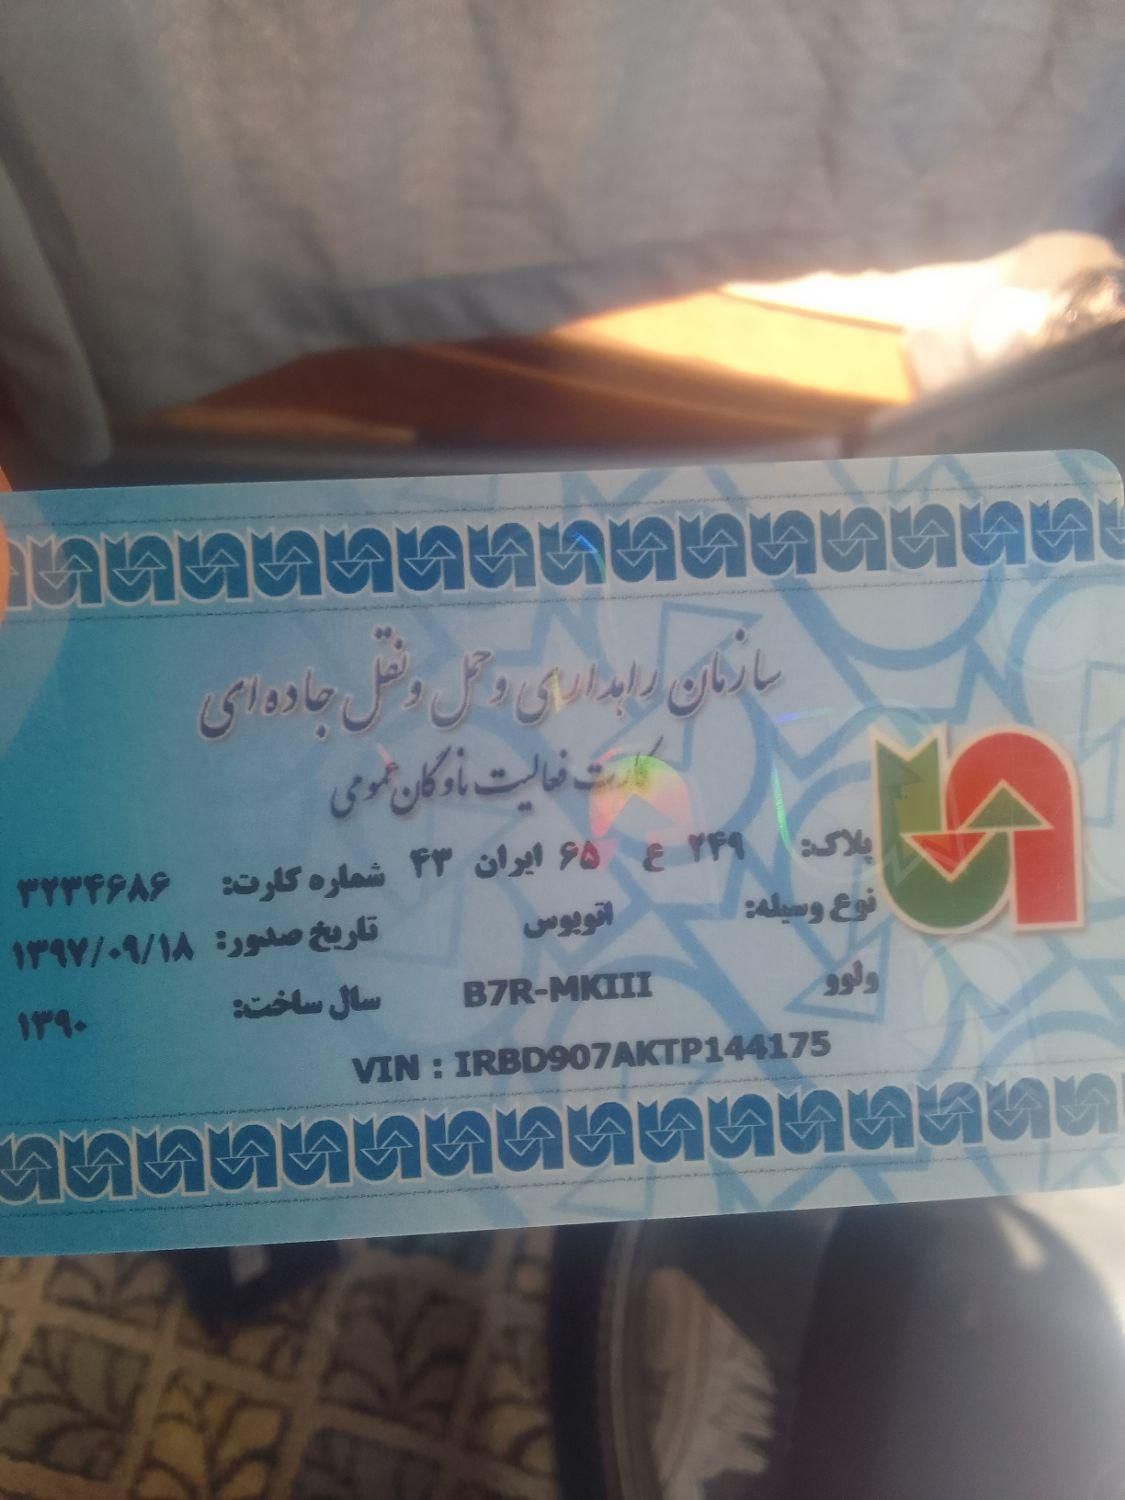 سازمان راهداری و حمل و نقل جاده‌ای
کارت فعالیت ناوگان عمومی
پلاک: ۲۴۹ ع ۶۵ ایران ۴۳ شماره کارت: ۳۲۳۴۶۸۶
نوع وسیله: اتوبوس تاریخ صدور: ۱۳۹۷/۰۹/۱۸
ولوو B7R-MKIII سال ساخت: ۱۳۹۰
VIN : IRBD907AKTP144175